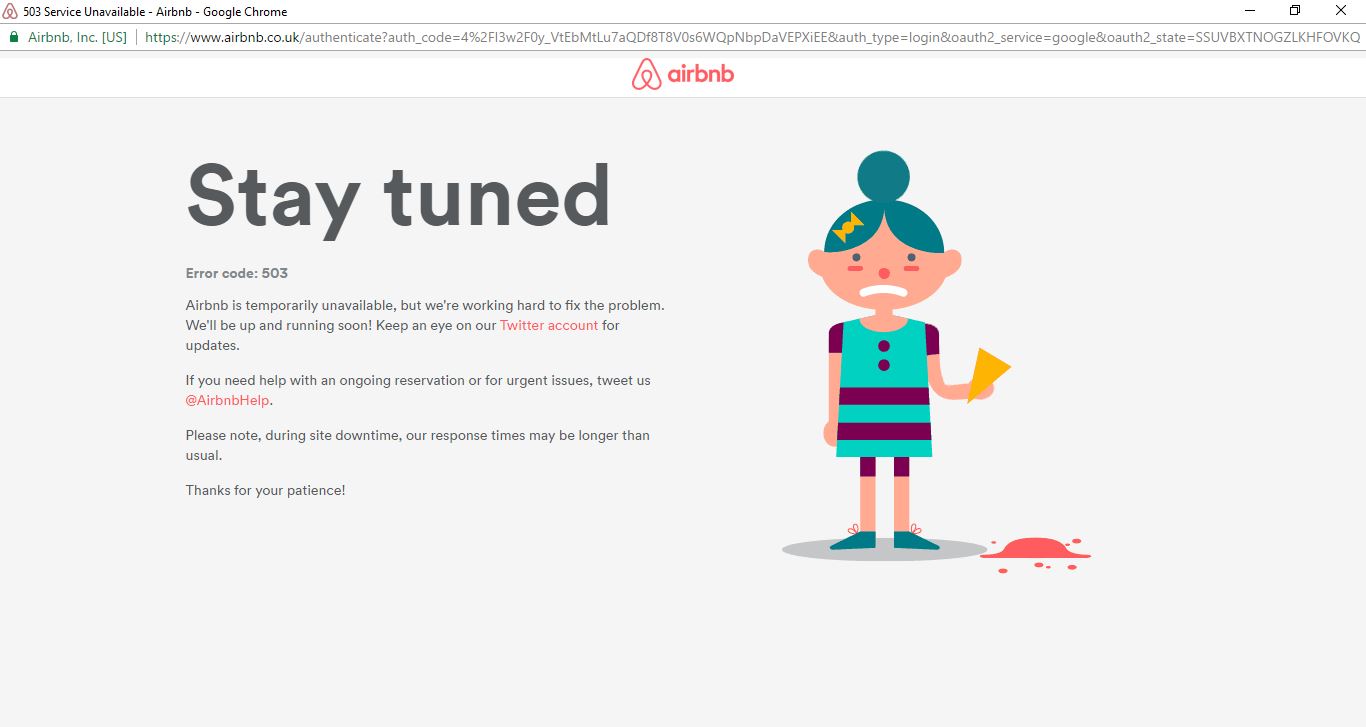 503 Service Unavailable - Airbnb - Google Chrome
Airbnb, Inc. [US] https://www.airbnb.co.uk/authenticate?auth_code=4%2FI3w2F0y_VtEbMtLu7aQDf8T8V0s6WQpNbpDaVEPXiEE&auth_type=login&oauth2_service=google&oauth2_state=SSUVBXTNOGZLKHFOVKQ
airbnb
Stay tuned
Error code: 503
Airbnb is temporarily unavailable, but we're working hard to fix the problem.
We'll be up and running soon! Keep an eye on our Twitter account for
updates.
If you need help with an ongoing reservation or for urgent issues, tweet us
@AirbnbHelp.
Please note, during site downtime, our response times may be longer than
usual.
Thanks for your patience!